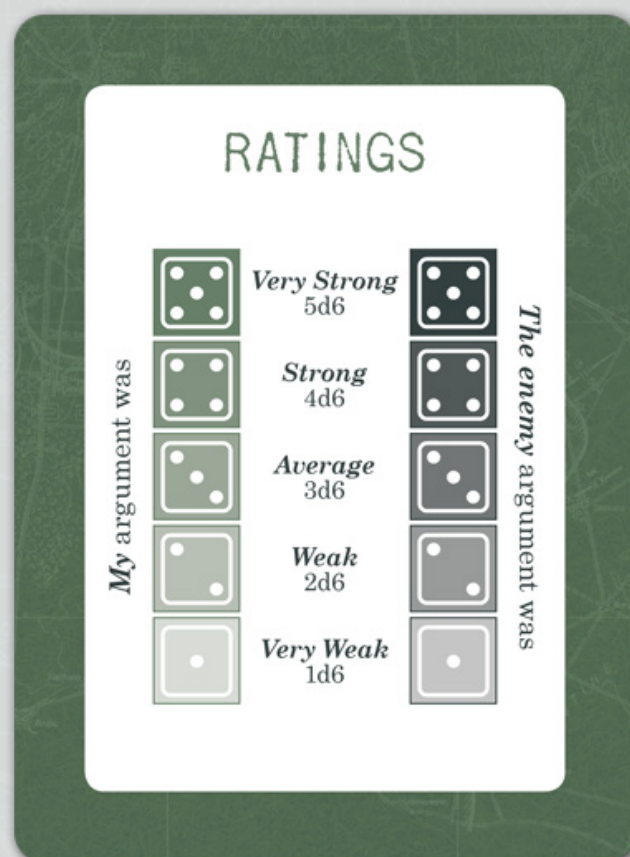 RATINGS
My argument was
Very Strong
5d6
Strong
4d6
Average
3d6
Weak
2d6
Very Weak
1d6
The enemy argument was